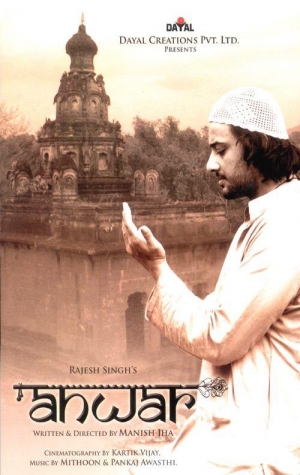 DAYAL
DAYAL CREATIONS PVT. LTD.
PRESENTS
RAJESH SINGH'S
anwar
WRITTEN & DIRECTED BY MANISH JHA
CINEMATOGRAPHY BY KARTIK VIJAY,
MUSIC BY MITHOON & PANKAJ AWASTHI.